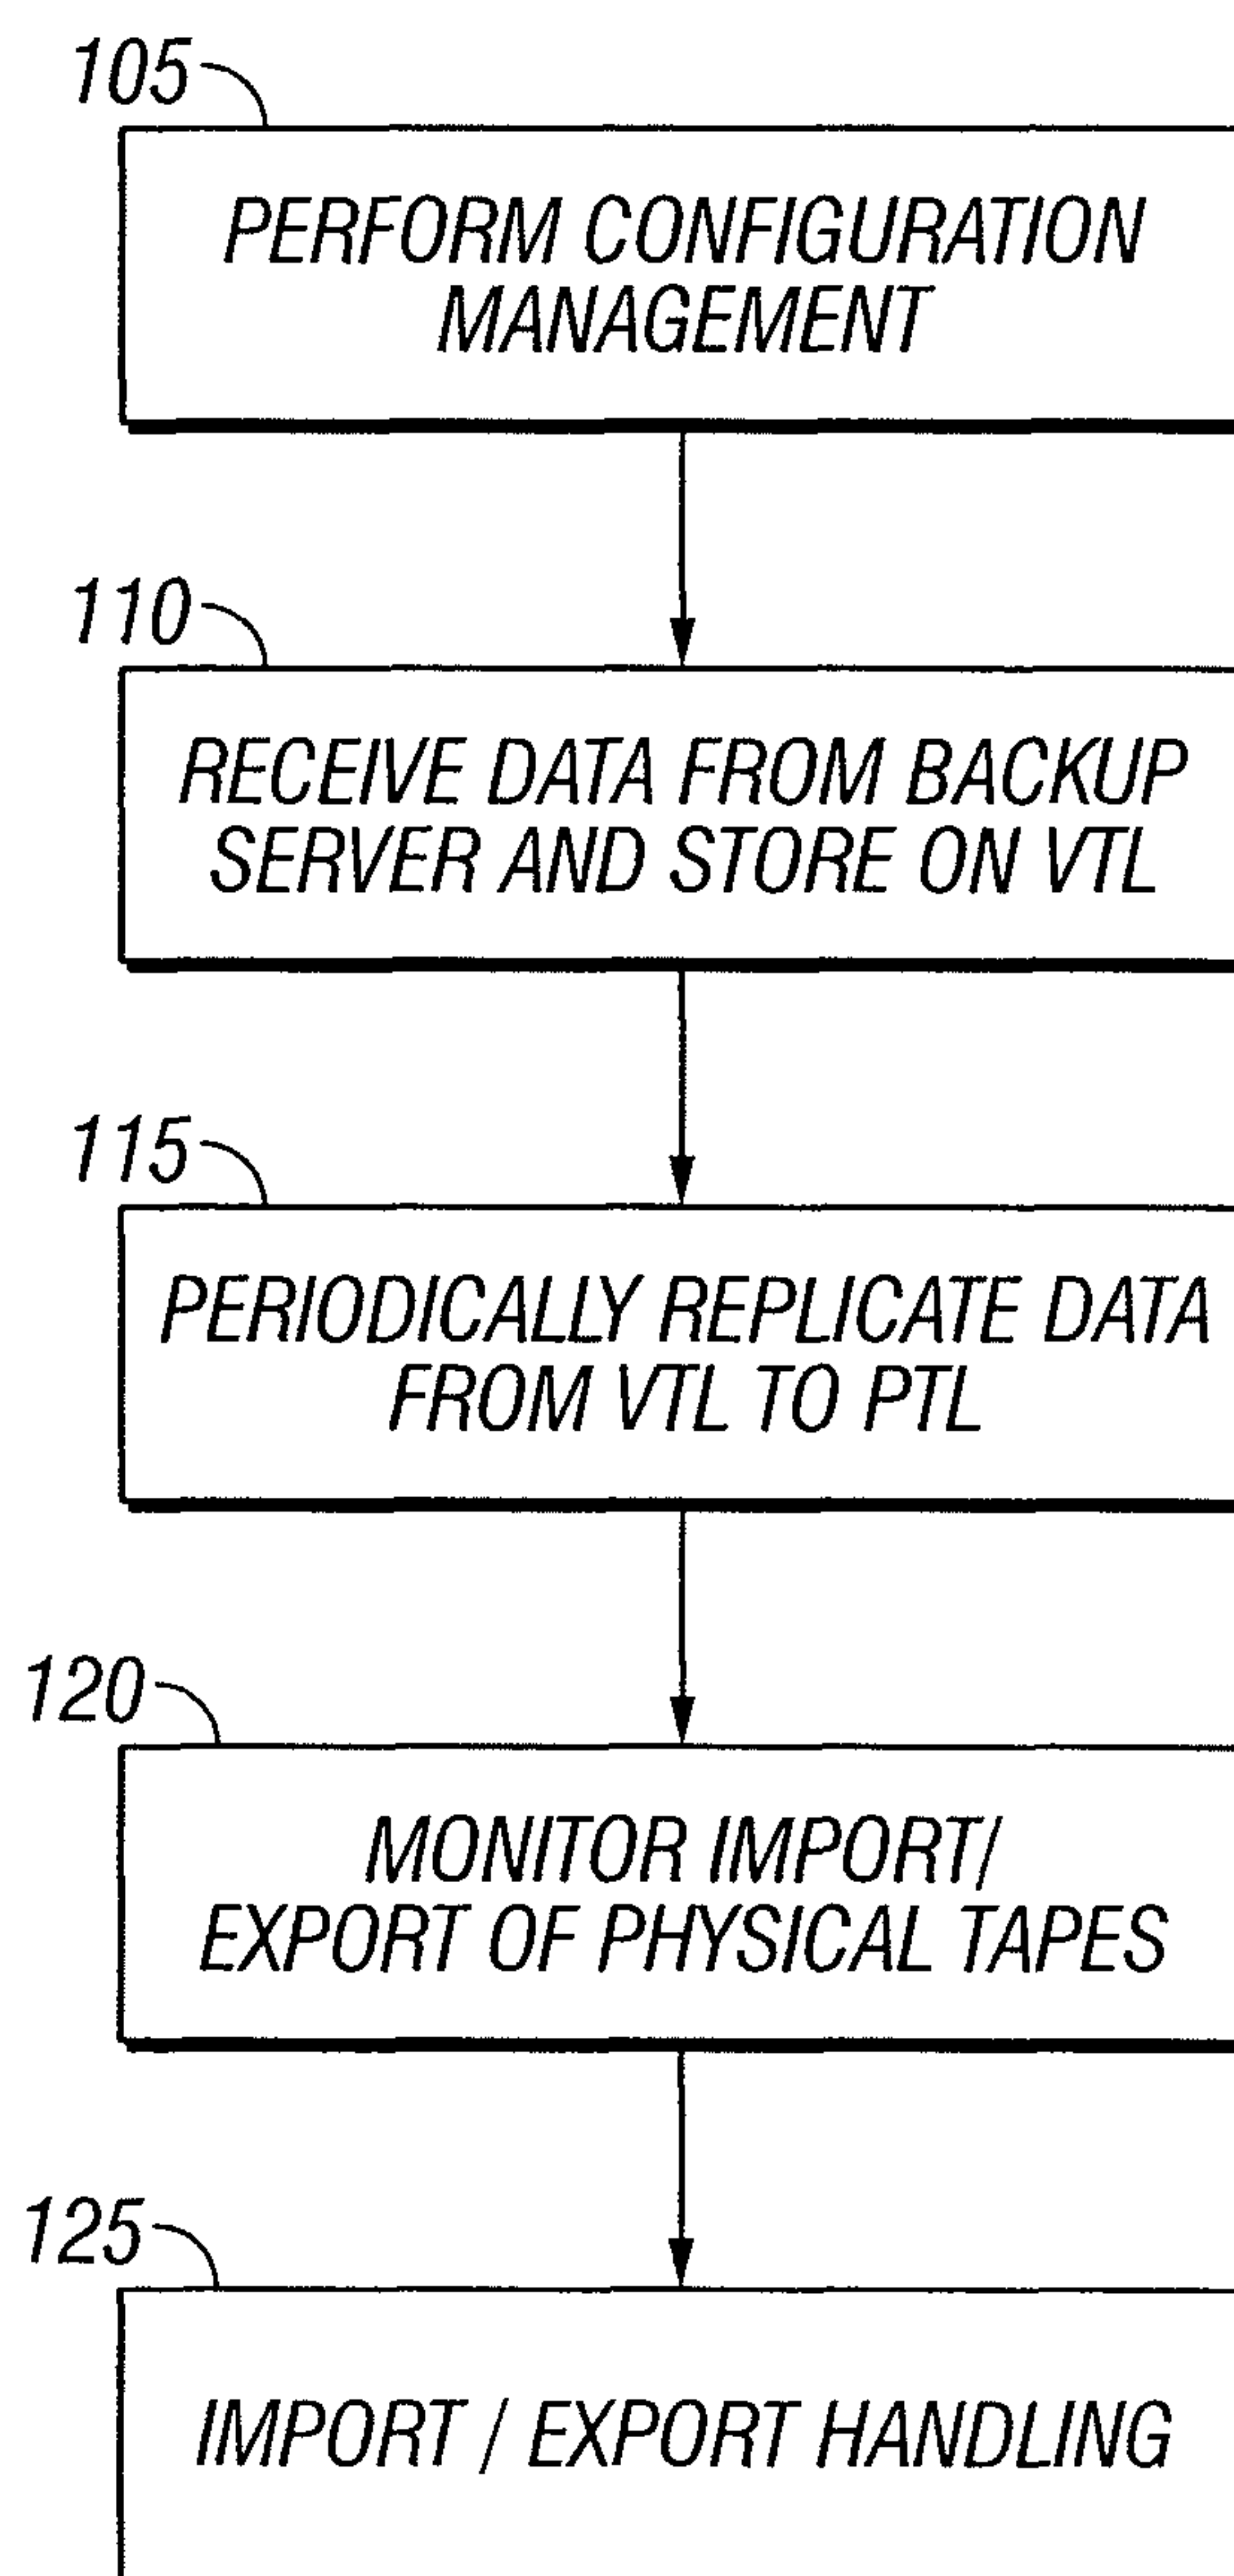 105
PERFORM CONFIGURATION
MANAGEMENT
110
RECEIVE DATA FROM BACKUP
SERVER AND STORE ON VTL
115
PERIODICALLY REPLICATE DATA
FROM VTL TO PTL
120
MONITOR IMPORT/
EXPORT OF PHYSICAL TAPES
125
IMPORT / EXPORT HANDLING